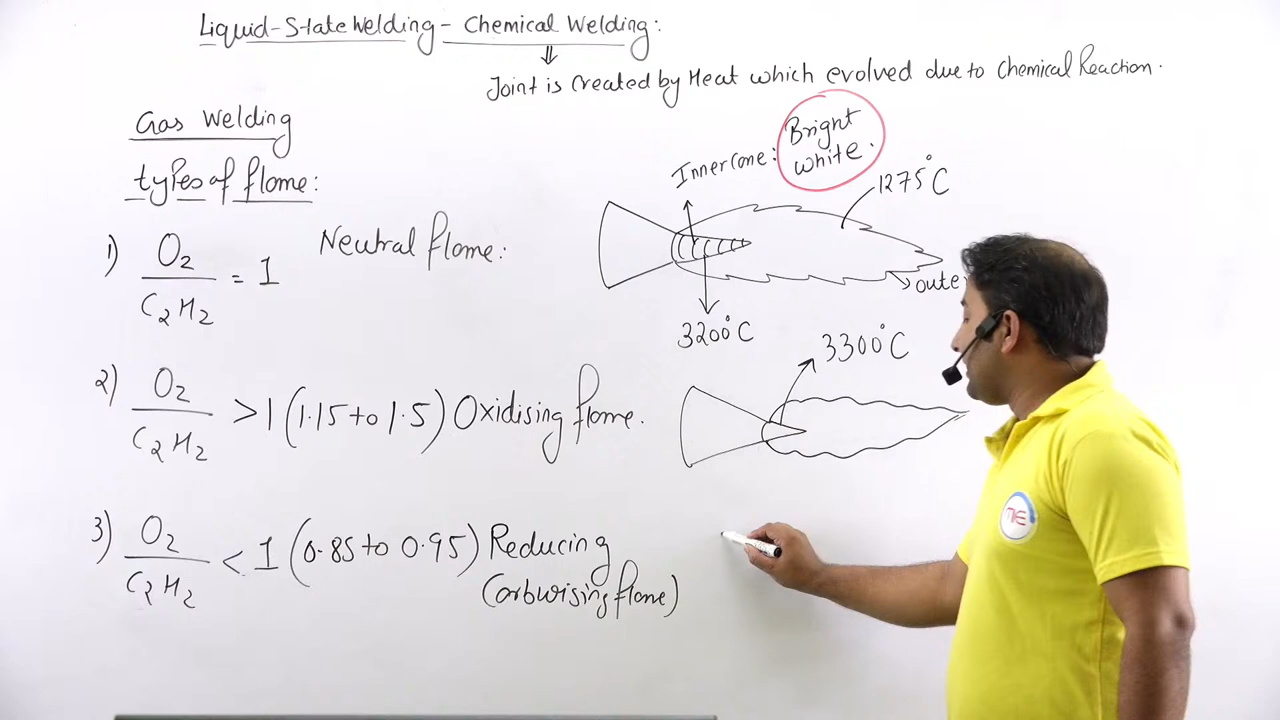 Liquid-State Welding - Chemical Welding:
⇓
Joint is created by Heat which evolved due to Chemical Reaction.
Gas Welding
types of flame:
1) O2 / C2H2 = 1 Neutral flame:
Inner Cone: Bright white.
1275°C
oute
3200°C
2) O2 / C2H2 >1 (1.15 to 1.5) Oxidising flame.
3300°C
3) O2 / C2H2 < 1 (0.85 to 0.95) Reducing
(Carburising flame)